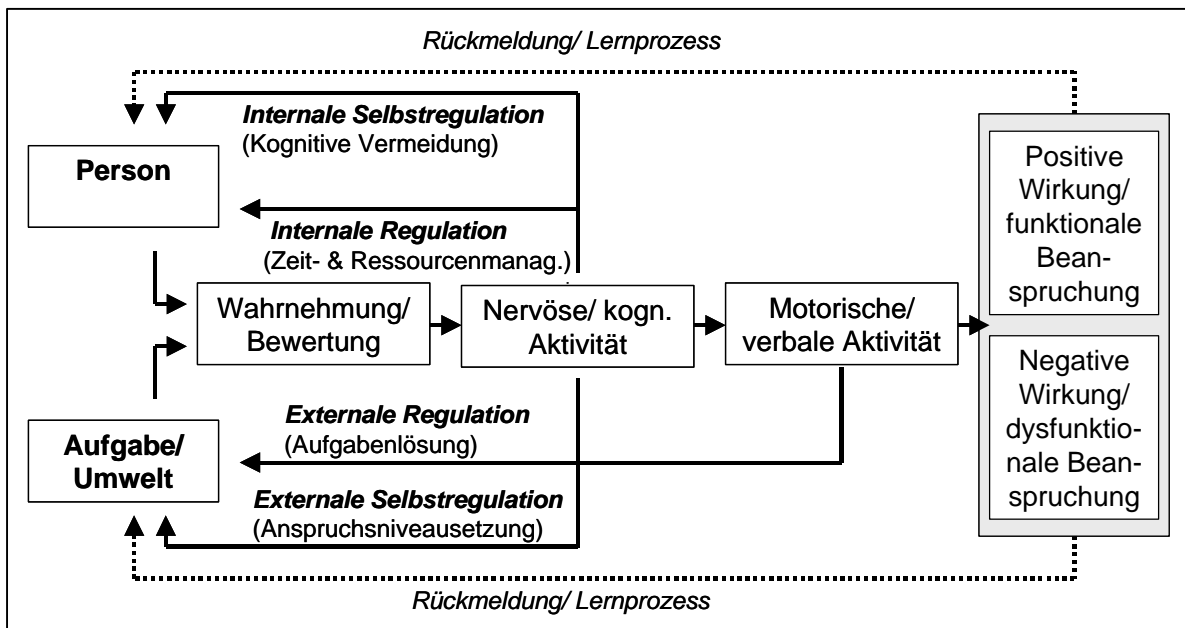 Rückmeldung/ Lernprozess
Internale Selbstregulation
(Kognitive Vermeidung)
Person
Internale Regulation
(Zeit- & Ressourcenmanag.)
Wahrnehmung/
Bewertung
Nervöse/ kogn.
Aktivität
Motorische/
verbale Aktivität
Positive
Wirkung/
funktionale
Bean-
spruchung
Negative
Wirkung/
dysfunktio-
nale Bean-
spruchung
Externale Regulation
(Aufgabenlösung)
Aufgabe/
Umwelt
Externale Selbstregulation
(Anspruchsniveausetzung)
Rückmeldung/ Lernprozess